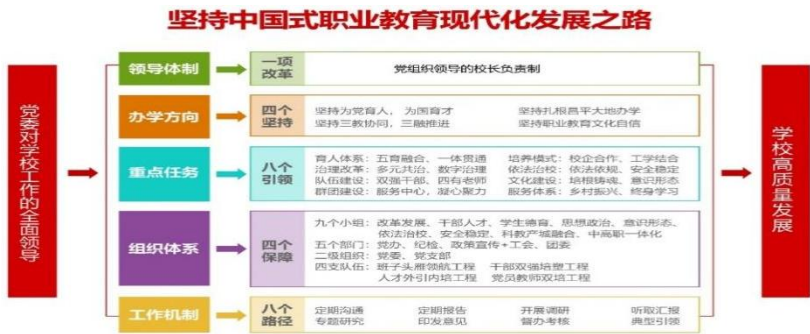 坚持中国式职业教育现代化发展之路
党委对学校工作的全面领导
领导体制
一项改革
党组织领导的校长负责制
办学方向
四个坚持
坚持为党育人，为国育才 坚持扎根昌平大地办学
坚持三教协同，三融推进 坚持职业教育文化自信
重点任务
八个引领
育人体系：五育融合、一体贯通 培养模式：校企合作、工学结合
治理改革：多元共治、数字治理 依法治校：依法依规、安全稳定
队伍建设：双强干部、四有老师 文化建设：培根铸魂、意识形态
群团建设：服务中心，凝心聚力 服务体系：乡村振兴、终身学习
组织体系
四个保障
九个小组：改革发展、干部人才、学生德育、思想政治、意识形态、
依法治校、安全稳定、科教产城融合、中高职一体化
五个部门：党办、纪检、政策宣传+工会、团委
二级组织：党委、党支部
四支队伍：班子头雁领航工程 干部双强培塑工程
人才外引内培工程 党员教师双培工程
工作机制
八个路径
定期沟通 定期报告 开展调研 听取汇报
专题研究 印发意见 督办考核 典型引领
学校高质量发展